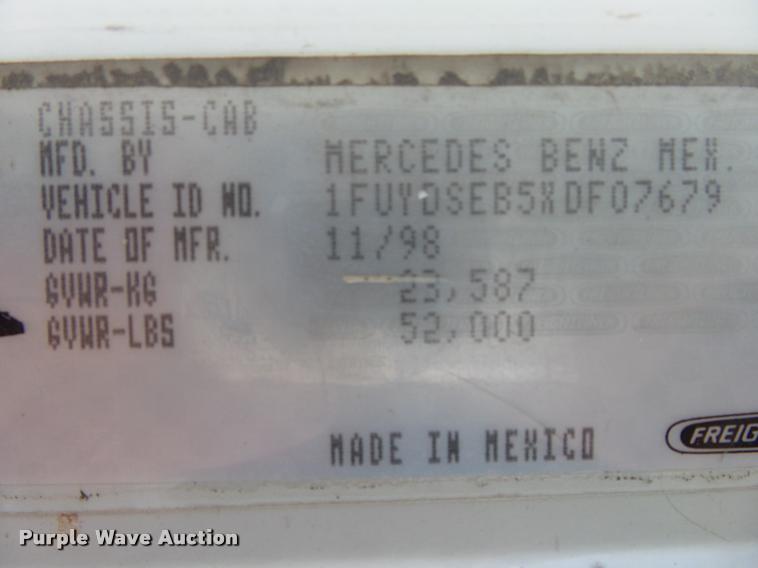 CHASSIS-CAB
MFD. BY MERCEDES BENZ MEX.
VEHICLE ID NO. 1FUYDSEB5XDF07679
DATE OF MFR. 11/98
GVWR-KG 23,587
GVWR-LBS 52,000
MADE IN MEXICO
FREIG
Purple Wave Auction